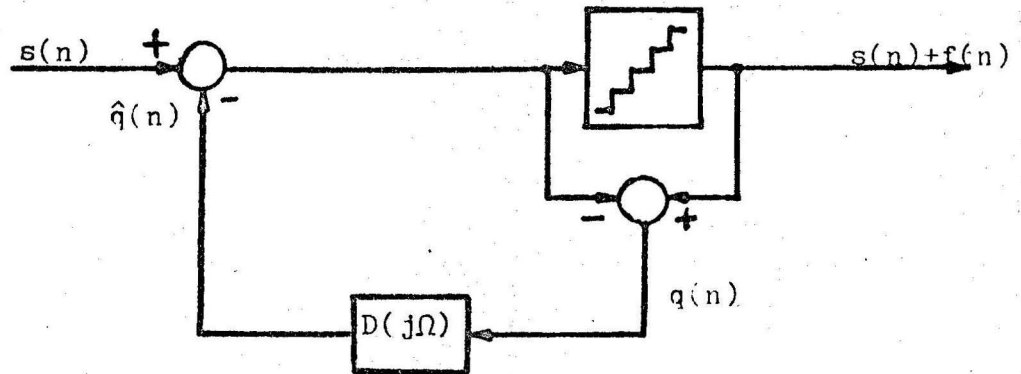 s(n)
+
s(n)+f(n)
q̂(n)
-
-
+
q(n)
D(jΩ)